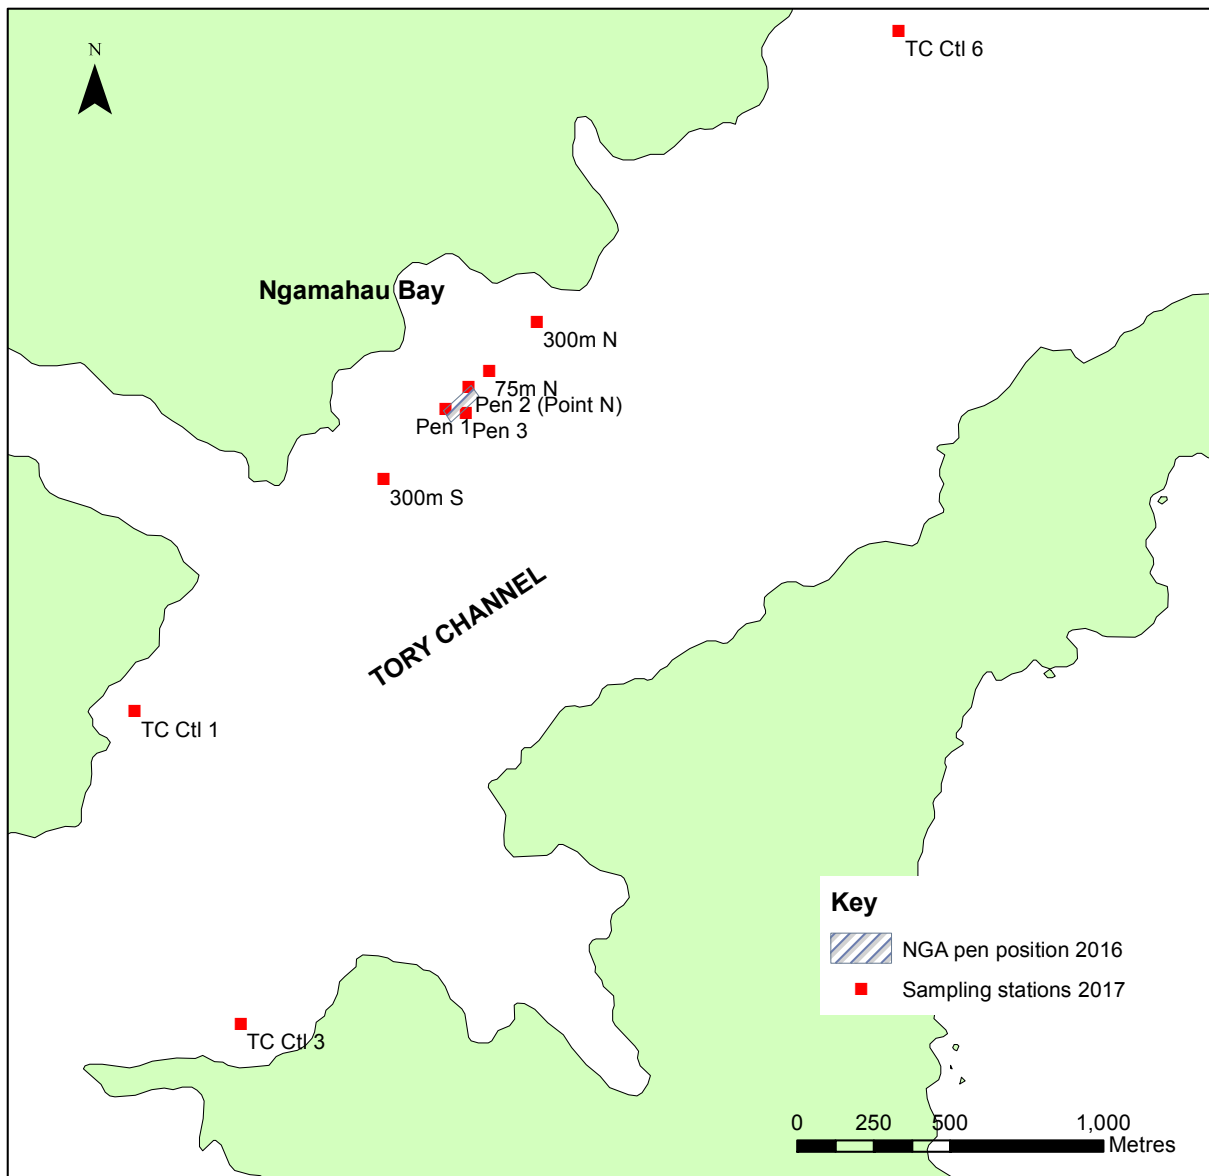 N
TC Ctl 6
Ngamahau Bay
300m N
75m N
Pen 2 (Point N)
Pen 1
Pen 3
300m S
TORY CHANNEL
TC Ctl 1
Key
NGA pen position 2016
Sampling stations 2017
TC Ctl 3
0 250 500 1,000
Metres